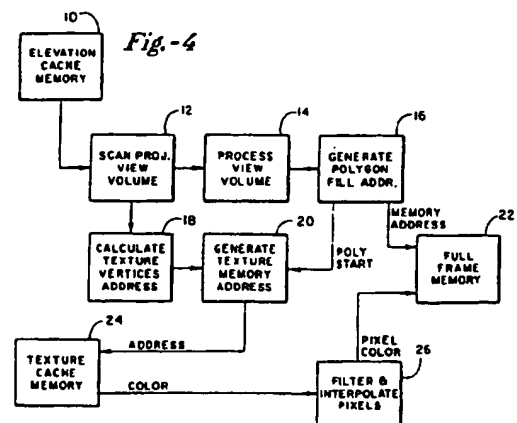 10
Fig.-4
ELEVATION
CACHE
MEMORY
12
14
16
SCAN PROJ.
VIEW
VOLUME
PROCESS
VIEW
VOLUME
GENERATE
POLYGON
FILL ADDR.
18
20
MEMORY
ADDRESS
22
CALCULATE
TEXTURE
VERTICES
ADDRESS
GENERATE
TEXTURE
MEMORY
ADDRESS
POLY
START
FULL
FRAME
MEMORY
24
ADDRESS
PIXEL
COLOR
26
TEXTURE
CACHE
MEMORY
COLOR
FILTER &
INTERPOLATE
PIXELS